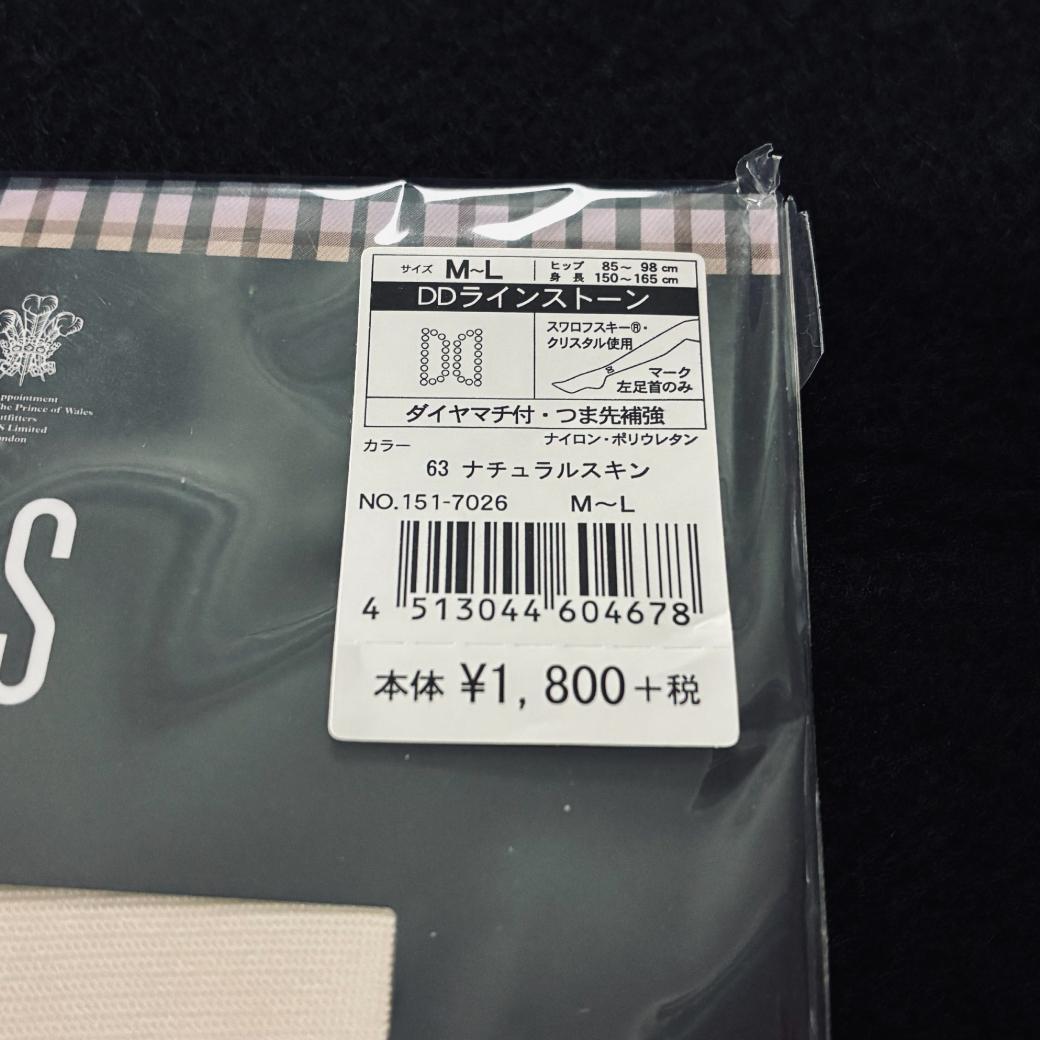 サイズ M~L
ヒップ 85~ 98 cm
身 長 150~165 cm
DDラインストーン
スワロフスキー®・
クリスタル使用
マーク
左足首のみ
ダイヤマチ付・つま先補強
カラー ナイロン・ポリウレタン
63 ナチュラルスキン
NO.151-7026 M~L
4 513044 604678
本体 ¥1,800+税
ppointment
he Prince of Wales
utfitters
S Limited
ondon
S